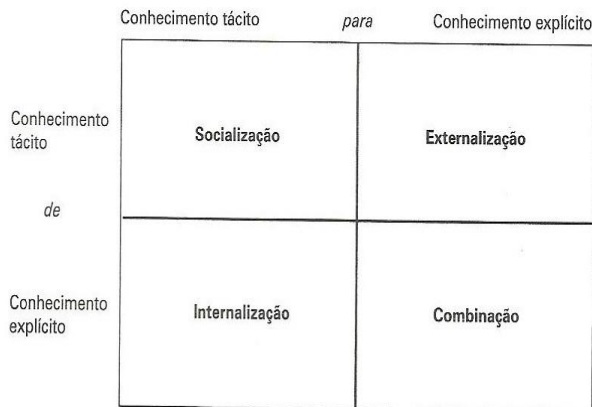 Conhecimento tácito para Conhecimento explícito
Conhecimento
tácito
Socialização Externalização
de
Conhecimento
explícito
Internalização Combinação